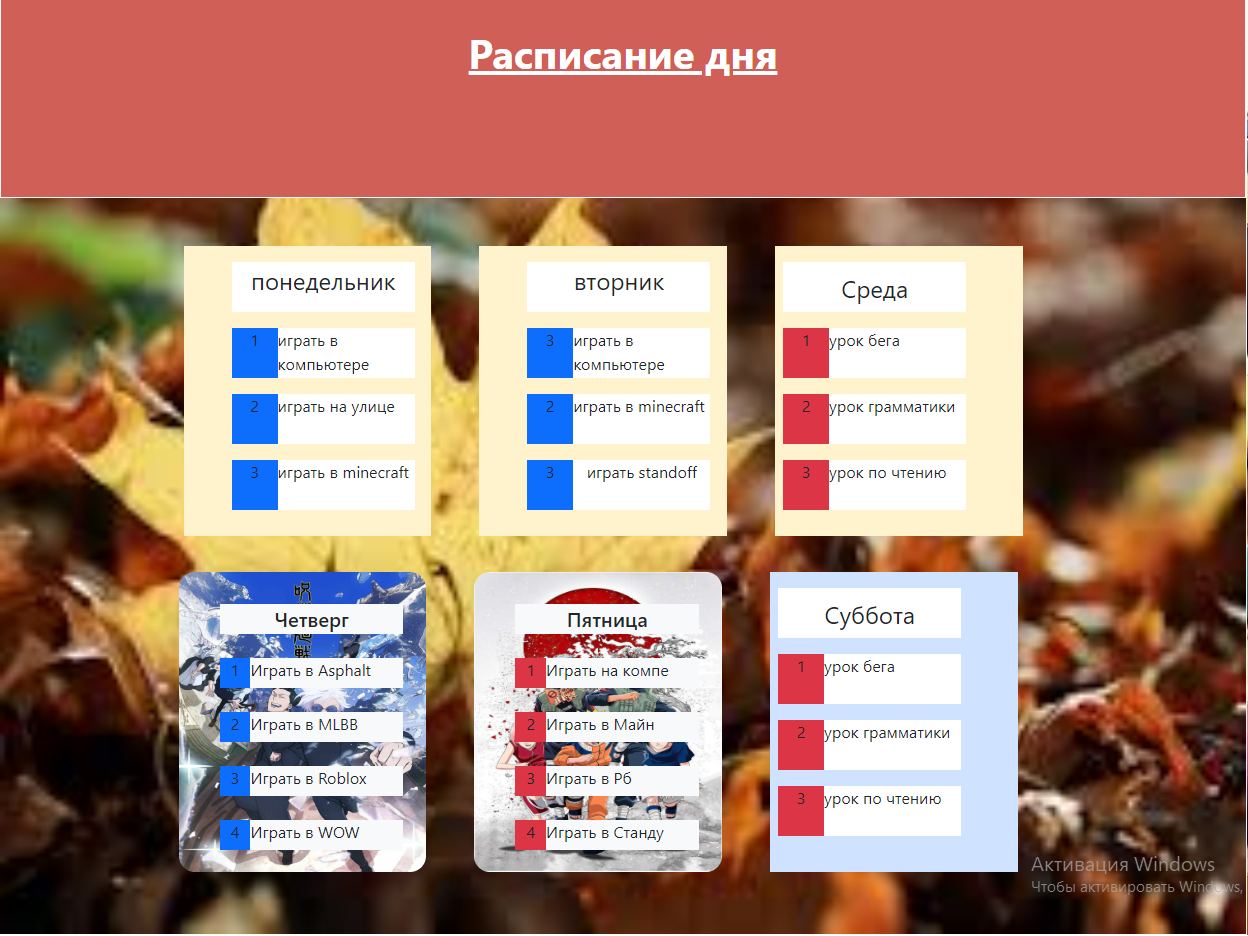 Расписание дня
понедельник
1 играть в
компьютере
2 играть на улице
3 играть в minecraft
вторник
3 играть в
компьютере
2 играть в minecraft
3 играть standoff
Среда
1 урок бега
2 урок грамматики
3 урок по чтению
呪
Четверг
1 Играть в Asphalt
2 Играть в MLBB
3 Играть в Roblox
4 Играть в WOW
Пятница
1 Играть на компе
2 Играть в Майн
3 Играть в Рб
4 Играть в Станду
Суббота
1 урок бега
2 урок грамматики
3 урок по чтению
Активация Windows
Чтобы активировать Windows,